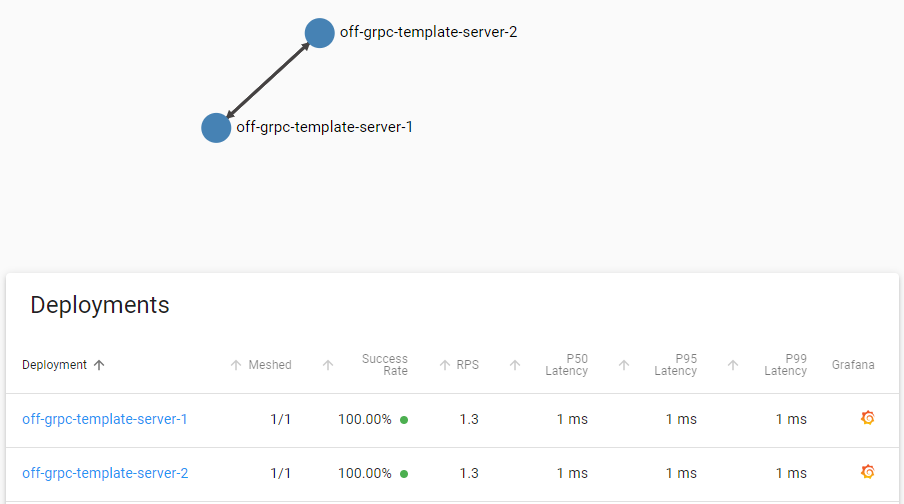 off-grpc-template-server-2
off-grpc-template-server-1
Deployments
Deployment Meshed Success Rate RPS P50 Latency P95 Latency P99 Latency Grafana
off-grpc-template-server-1 1/1 100.00% 1.3 1 ms 1 ms 1 ms
off-grpc-template-server-2 1/1 100.00% 1.3 1 ms 1 ms 1 ms